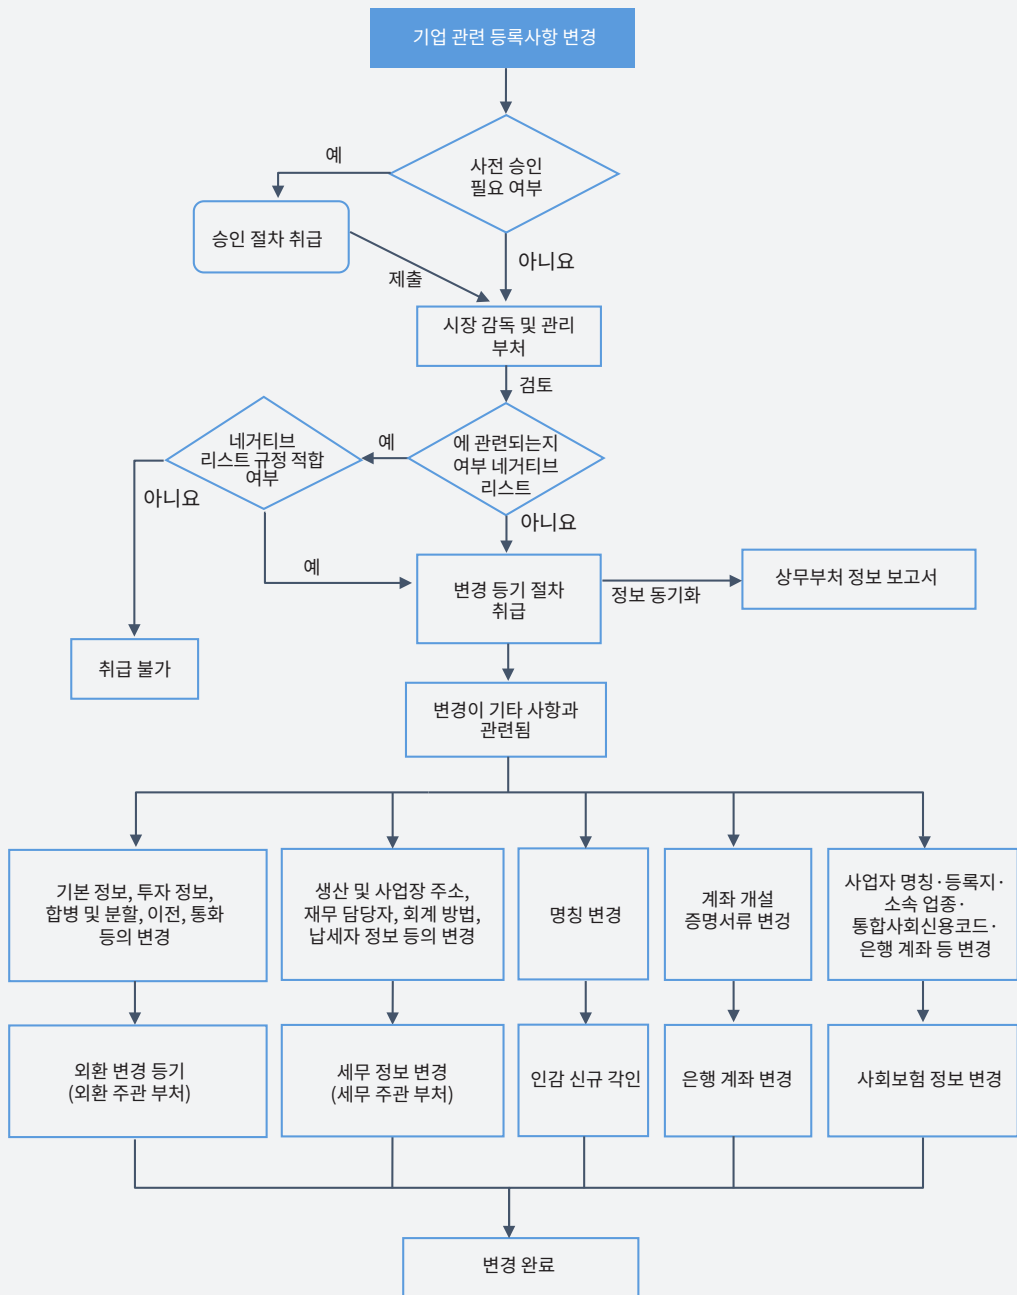 기업 관련 등록사항 변경
예
사전 승인
필요 여부
승인 절차 취급
아니요
제출
시장 감독 및 관리
부처
검토
네거티브
리스트 규정 적합
여부
예
에 관련되는지
여부 네거티브
리스트
아니요
아니요
예
변경 등기 절차
취급
정보 동기화
상무부처 정보 보고서
취급 불가
변경이 기타 사항과
관련됨
기본 정보, 투자 정보,
합병 및 분할, 이전, 통화
등의 변경
생산 및 사업장 주소,
재무 담당자, 회계 방법,
납세자 정보 등의 변경
명칭 변경
계좌 개설
증명서류 변겅
사업자 명칭·등록지·
소속 업종·
통합사회신용코드·
은행 계좌 등 변경
외환 변경 등기
(외환 주관 부처)
세무 정보 변경
(세무 주관 부처)
인감 신규 각인
은행 계좌 변경
사회보험 정보 변경
변경 완료